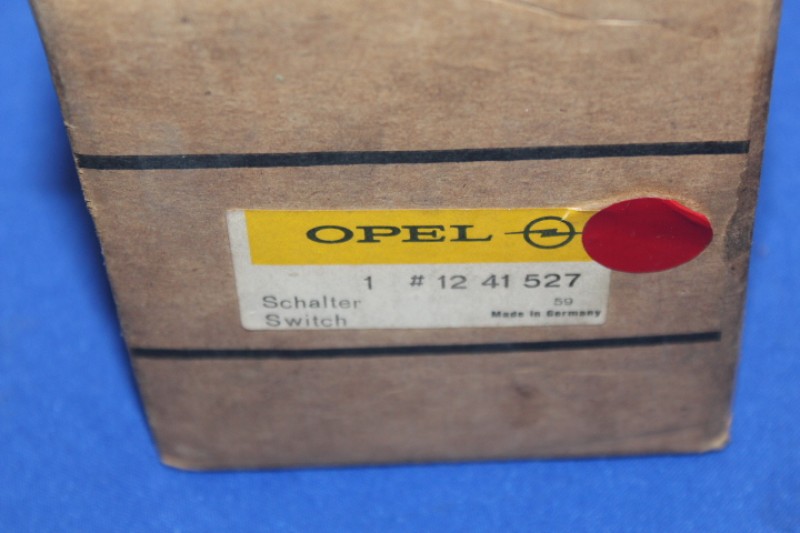 OPEL
1 # 12 41 527
Schalter 59
Switch Made in Germany